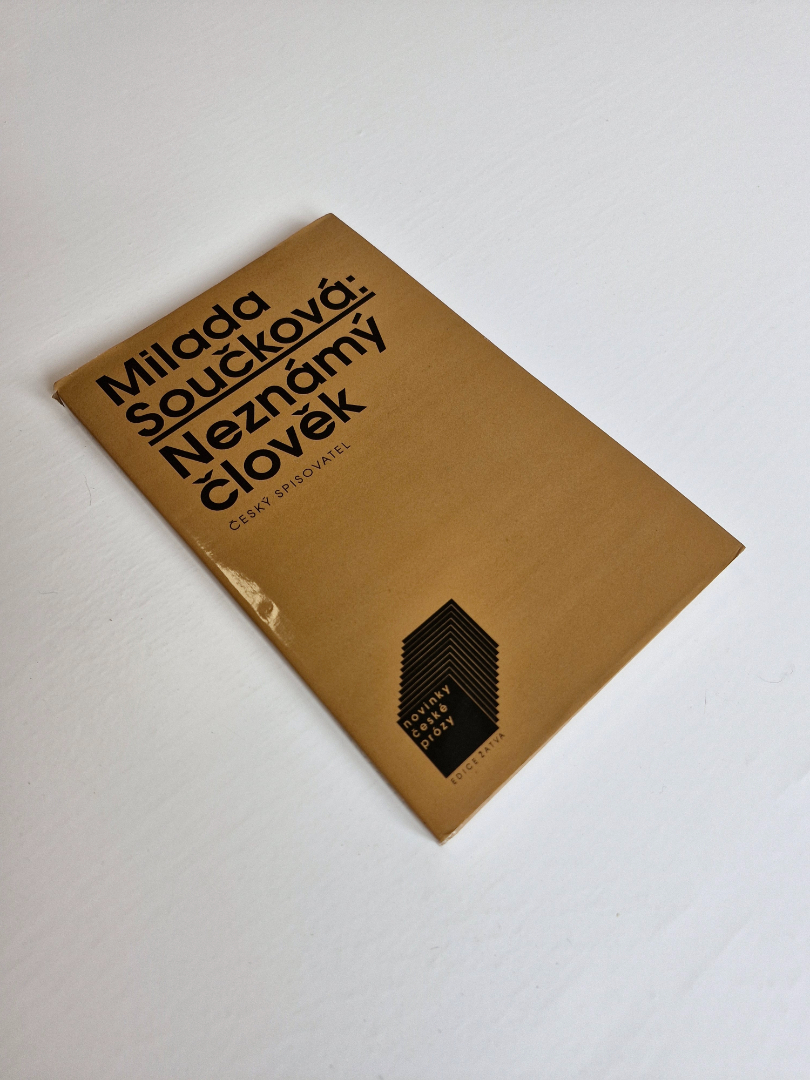 Milada
Součková:
Neznámý
člověk
ČESKÝ SPISOVATEL
novinky
české
prózy
EDICE ŽATVA